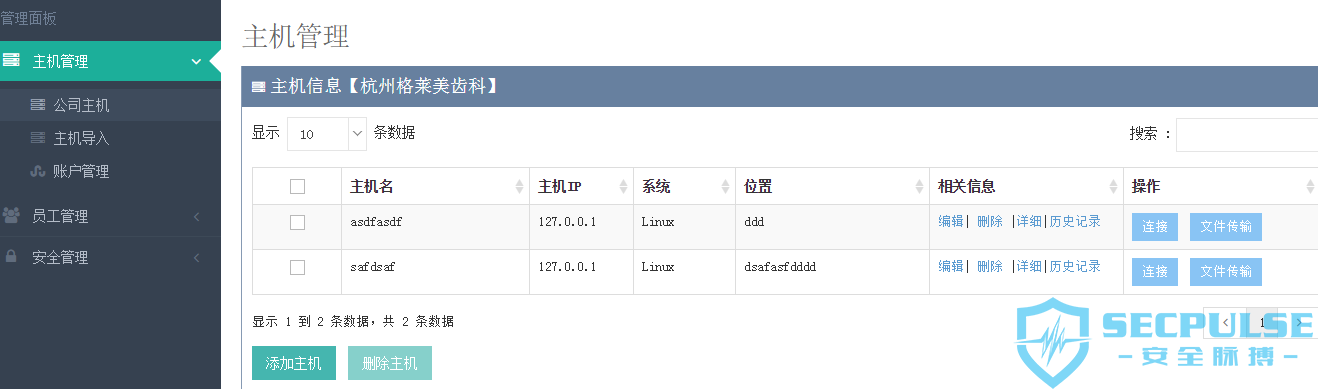 管理面板
主机管理
公司主机
主机导入
账户管理
员工管理
安全管理
主机管理
主机信息【杭州格莱美齿科】
显示 10 条数据 搜索 :
主机名 主机IP 系统 位置 相关信息 操作
asdfasdf 127.0.0.1 Linux ddd 编辑| 删除 |详细|历史记录 连接 文件传输
safdsaf 127.0.0.1 Linux dsafasfdddd 编辑| 删除 |详细|历史记录 连接 文件传输
显示 1 到 2 条数据，共 2 条数据 1
添加主机 删除主机
SECPULSE
-安全脉搏-